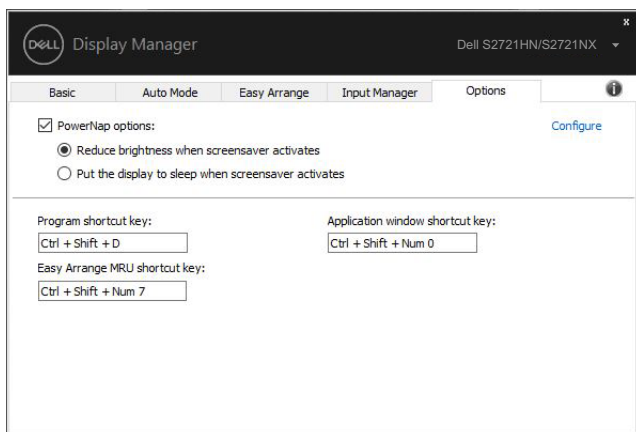 x
DELL Display Manager Dell S2721HN/S2721NX
Basic Auto Mode Easy Arrange Input Manager Options i
PowerNap options: Configure
Reduce brightness when screensaver activates
Put the display to sleep when screensaver activates
Program shortcut key: Application window shortcut key:
Ctrl + Shift + D Ctrl + Shift + Num 0
Easy Arrange MRU shortcut key:
Ctrl + Shift + Num 7